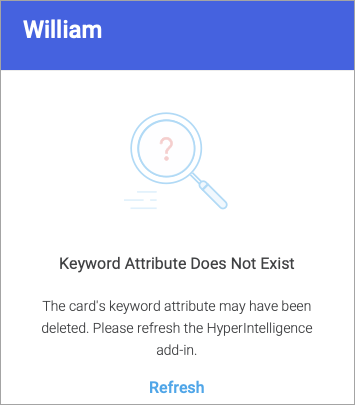 William
?
Keyword Attribute Does Not Exist
The card's keyword attribute may have been
deleted. Please refresh the HyperIntelligence
add-in.
Refresh